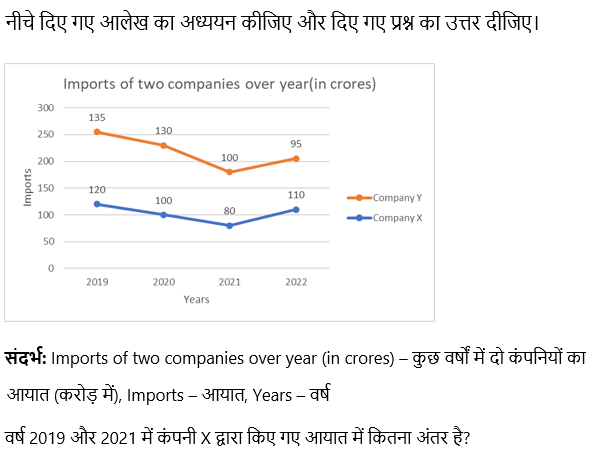 नीचे दिए गए आलेख का अध्ययन कीजिए और दिए गए प्रश्न का उत्तर दीजिए।
Imports of two companies over year(in crores)
300
250
200
150
100
50
0
Imports
135
130
100
95
120
100
80
110
2019 2020 2021 2022
Years
Company Y
Company X
संदर्भ: Imports of two companies over year (in crores) – कुछ वर्षों में दो कंपनियों का
आयात (करोड़ में), Imports – आयात, Years – वर्ष
वर्ष 2019 और 2021 में कंपनी X द्वारा किए गए आयात में कितना अंतर है?